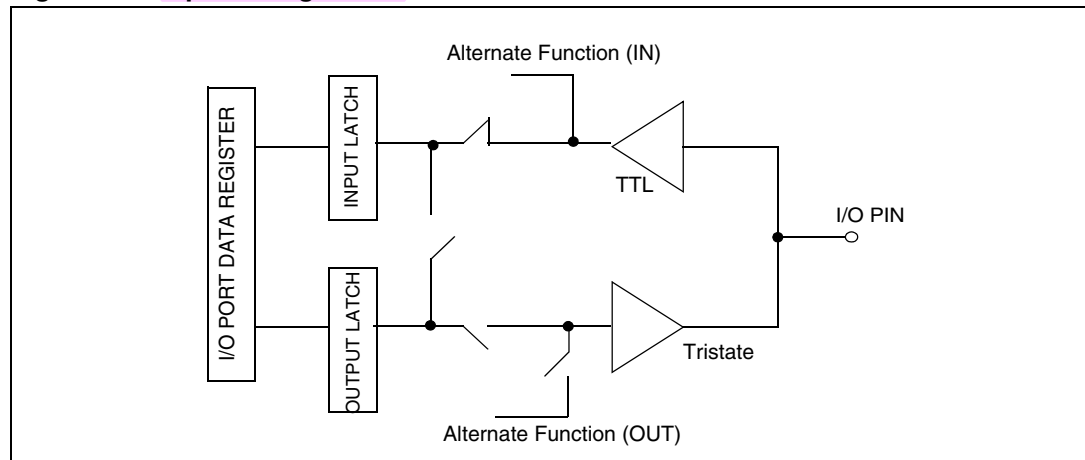 Alternate Function (IN)
I/O PORT DATA REGISTER
INPUT LATCH
TTL
I/O PIN
OUTPUT LATCH
Tristate
Alternate Function (OUT)